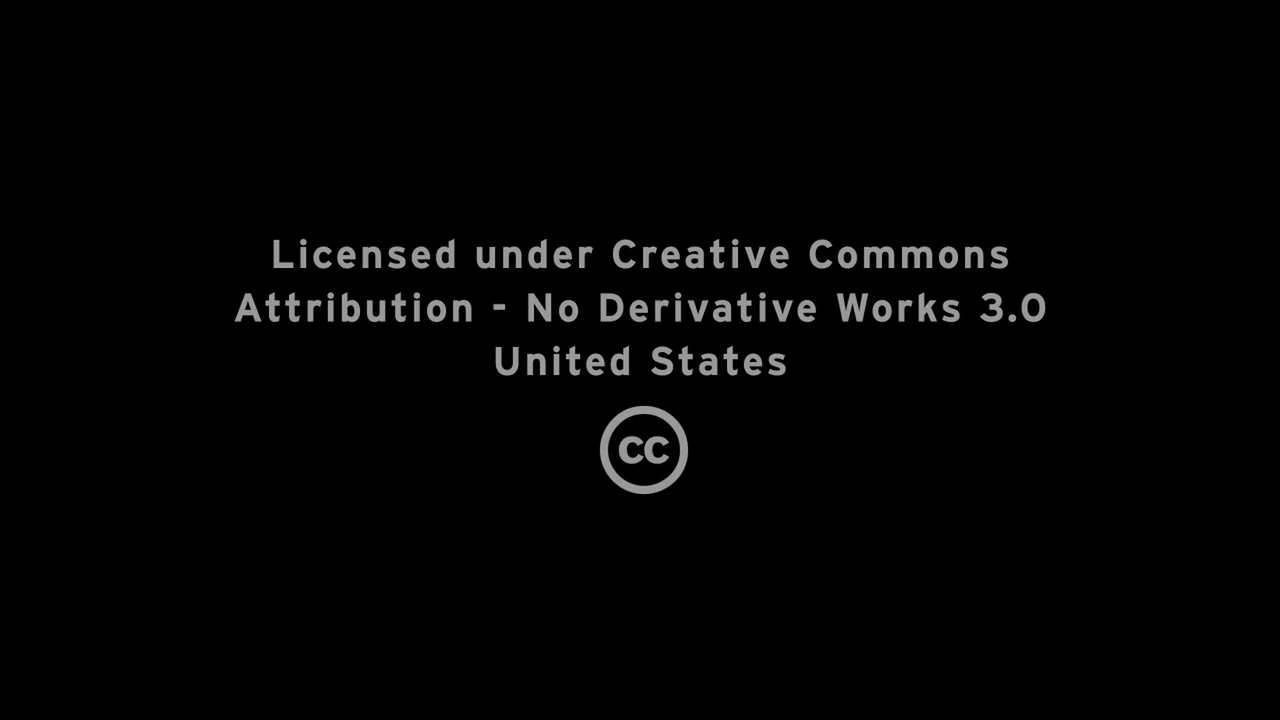 Licensed under Creative Commons
Attribution - No Derivative Works 3.0
United States
cc